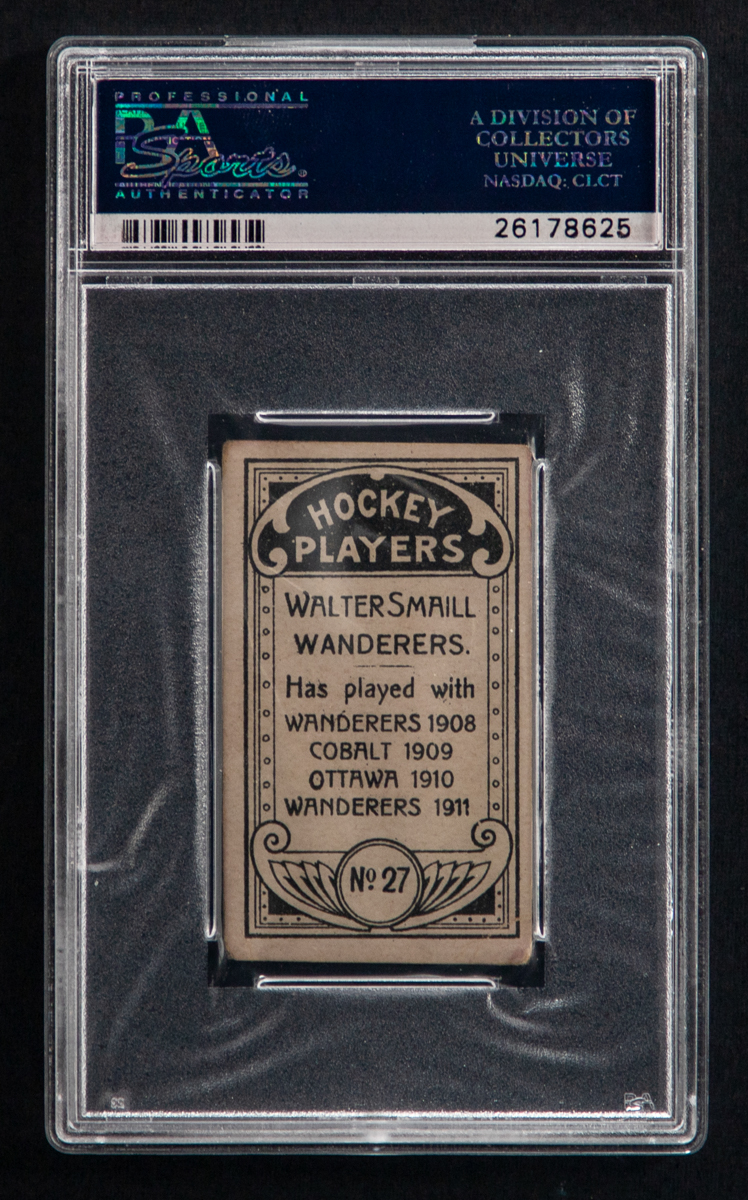 PROFESSIONAL
PSA
Sports
AUTHENTICATOR
A DIVISION OF
COLLECTORS
UNIVERSE
NASDAQ: CLCT
26178625
HOCKEY
PLAYERS
WALTER SMAILL
WANDERERS.
Has played with
WANDERERS 1908
COBALT 1909
OTTAWA 1910
WANDERERS 1911
Nº 27
PSA